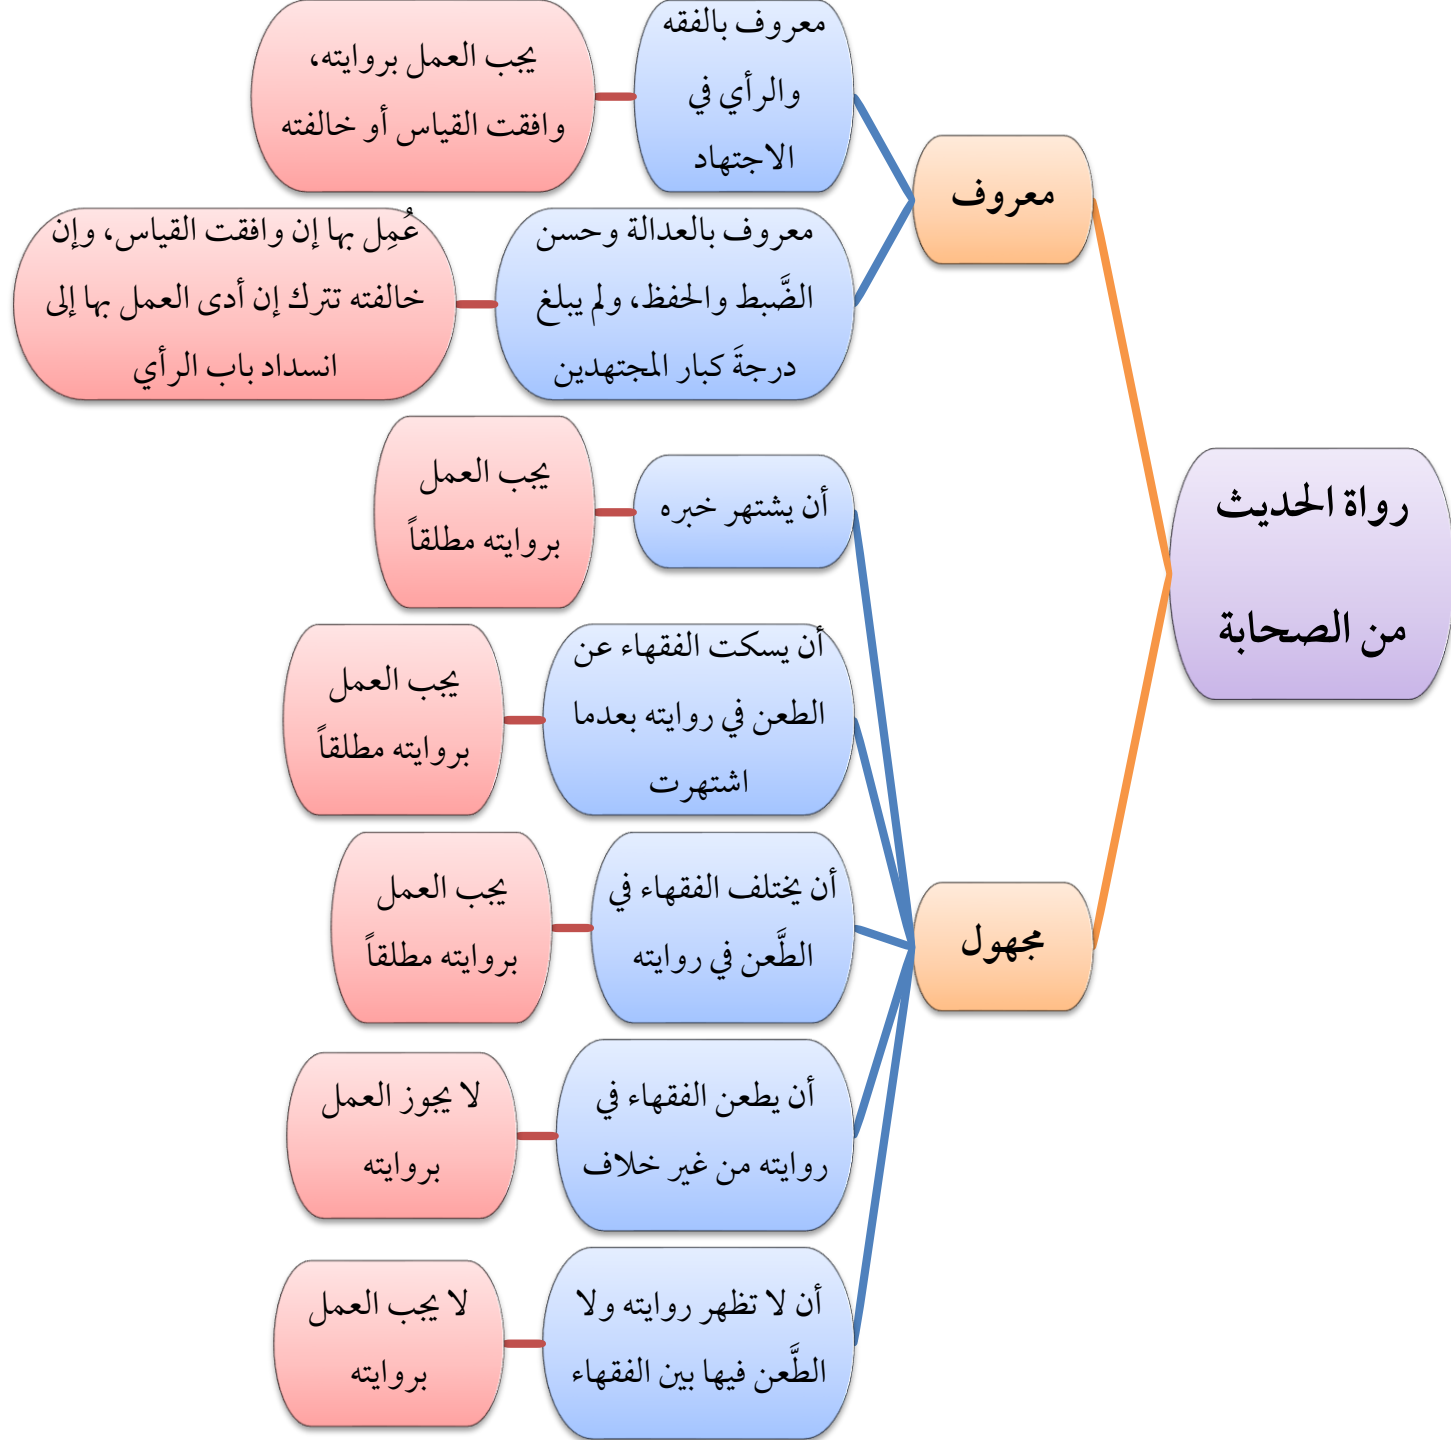 رواة الحديث
من الصحابة
معروف
معروف بالفقه
والرأي في
الاجتهاد
يجب العمل بروايته،
وافقت القياس أو خالفته
معروف بالعدالة وحسن
الضَّبط والحفظ، ولم يبلغ
درجةَ كبار المجتهدين
عُمِل بها إن وافقت القياس، وإن
خالفته تترك إن أدى العمل بها إلى
انسداد باب الرأي
مجهول
أن يشتهر خبره
يجب العمل
بروايته مطلقاً
أن يسكت الفقهاء عن
الطعن في روايته بعدما
اشتهرت
يجب العمل
بروايته مطلقاً
أن يختلف الفقهاء في
الطَّعن في روايته
يجب العمل
بروايته مطلقاً
أن يطعن الفقهاء في
روايته من غير خلاف
لا يجوز العمل
بروايته
أن لا تظهر روايته ولا
الطَّعن فيها بين الفقهاء
لا يجب العمل
بروايته